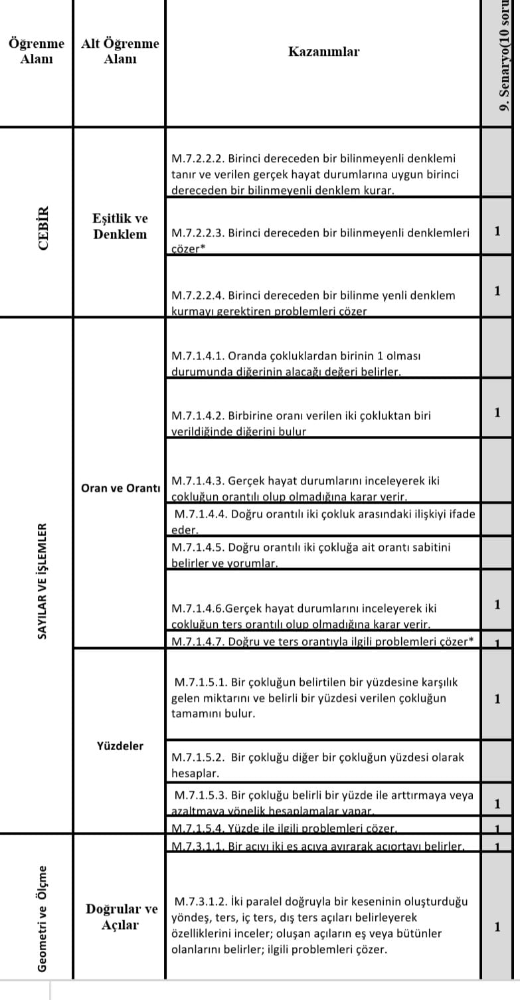 Öğrenme
Alanı
Alt Öğrenme
Alanı
Kazanımlar
9. Senaryo(10 soru
CEBİR
Eşitlik ve
Denklem
M.7.2.2.2. Birinci dereceden bir bilinmeyenli denklemi
tanır ve verilen gerçek hayat durumlarına uygun birinci
dereceden bir bilinmeyenli denklem kurar.
M.7.2.2.3. Birinci dereceden bir bilinmeyenli denklemleri
çözer*
1
M.7.2.2.4. Birinci dereceden bir bilinme yenli denklem
kurmayı gerektiren problemleri çözer
1
SAYILAR VE İŞLEMLER
Oran ve Orantı
M.7.1.4.1. Oranda çokluklardan birinin 1 olması
durumunda diğerinin alacağı değeri belirler.
M.7.1.4.2. Birbirine oranı verilen iki çokluktan biri
verildiğinde diğerini bulur
1
M.7.1.4.3. Gerçek hayat durumlarını inceleyerek iki
çokluğun orantılı olup olmadığına karar verir.
M.7.1.4.4. Doğru orantılı iki çokluk arasındaki ilişkiyi ifade
eder.
M.7.1.4.5. Doğru orantılı iki çokluğa ait orantı sabitini
belirler ve yorumlar.
M.7.1.4.6.Gerçek hayat durumlarını inceleyerek iki
çokluğun ters orantılı olup olmadığına karar verir.
1
M.7.1.4.7. Doğru ve ters orantıyla ilgili problemleri çözer*
1
Yüzdeler
M.7.1.5.1. Bir çokluğun belirtilen bir yüzdesine karşılık
gelen miktarını ve belirli bir yüzdesi verilen çokluğun
tamamını bulur.
1
M.7.1.5.2. Bir çokluğu diğer bir çokluğun yüzdesi olarak
hesaplar.
M.7.1.5.3. Bir çokluğu belirli bir yüzde ile arttırmaya veya
azaltmaya yönelik hesaplamalar yapar.
1
M.7.1.5.4. Yüzde ile ilgili problemleri çözer.
1
Geometri ve Ölçme
Doğrular ve
Açılar
M.7.3.1.1. Bir açıyı iki eş açıya ayırarak açıortayı belirler.
1
M.7.3.1.2. İki paralel doğruyla bir keseninin oluşturduğu
yöndeş, ters, iç ters, dış ters açıları belirleyerek
özelliklerini inceler; oluşan açıların eş veya bütünler
olanlarını belirler; ilgili problemleri çözer.
1